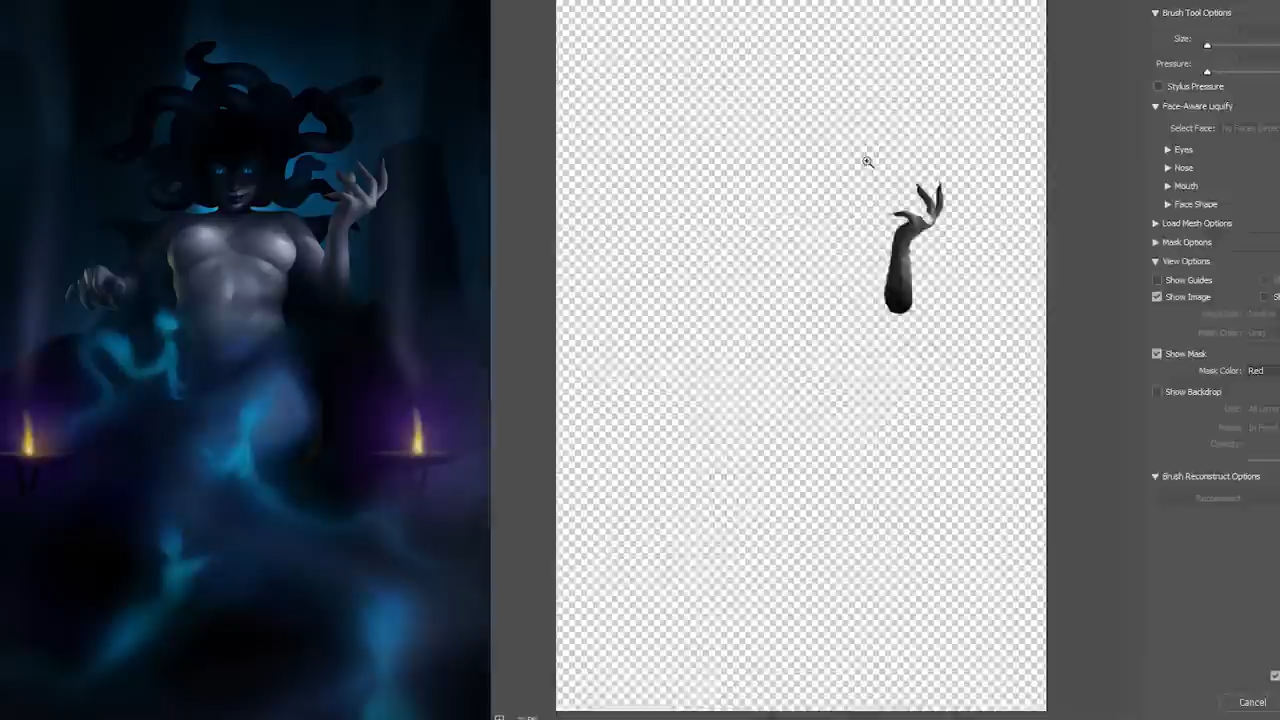 Brush Tool Options
Size:
Pressure:
Stylus Pressure
Face-Aware Liquify
Select Face:
Eyes
Nose
Mouth
Face Shape
Load Mesh Options
Mask Options
View Options
Show Guides
Show Image
Show Mask
Mask Color: Red
Show Backdrop
Opacity:
Brush Reconstruct Options
Reconstruct
Cancel